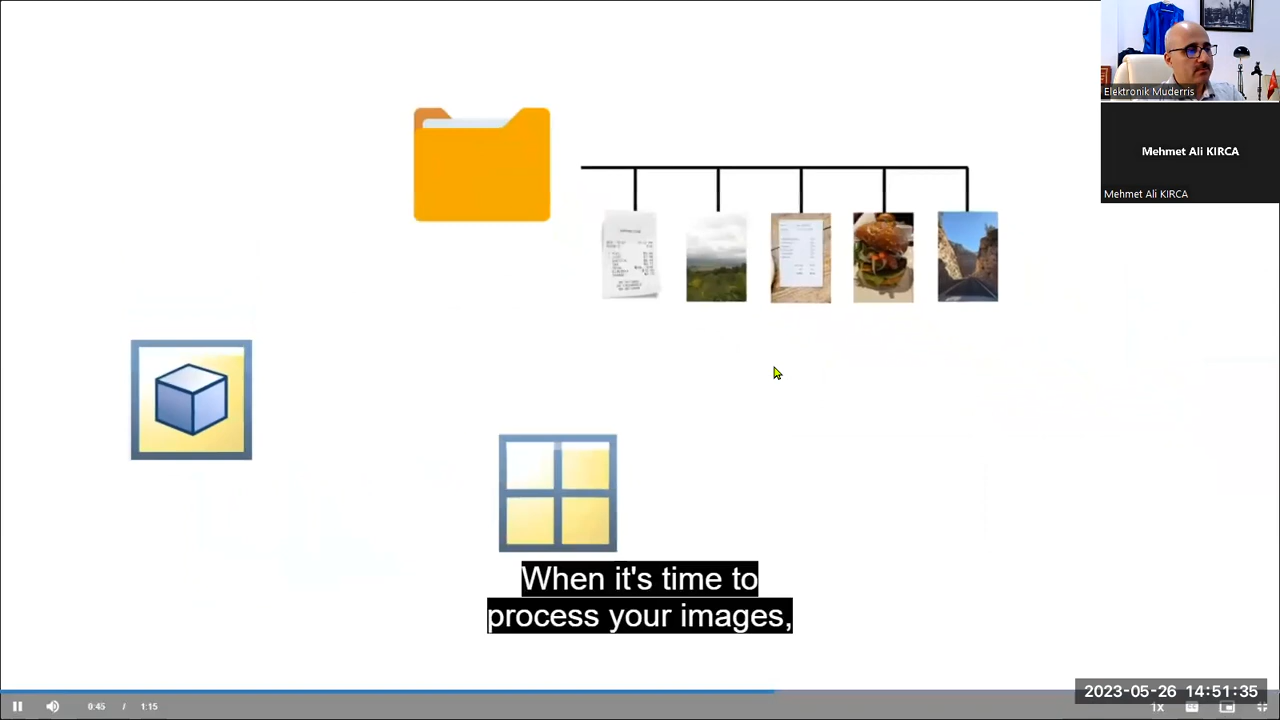 Elektronik Muderris
Mehmet Ali KIRCA
Mehmet Ali KIRCA
When it's time to
process your images,
2023-05-26 14:51:35
0:45 / 1:15
1x
CC